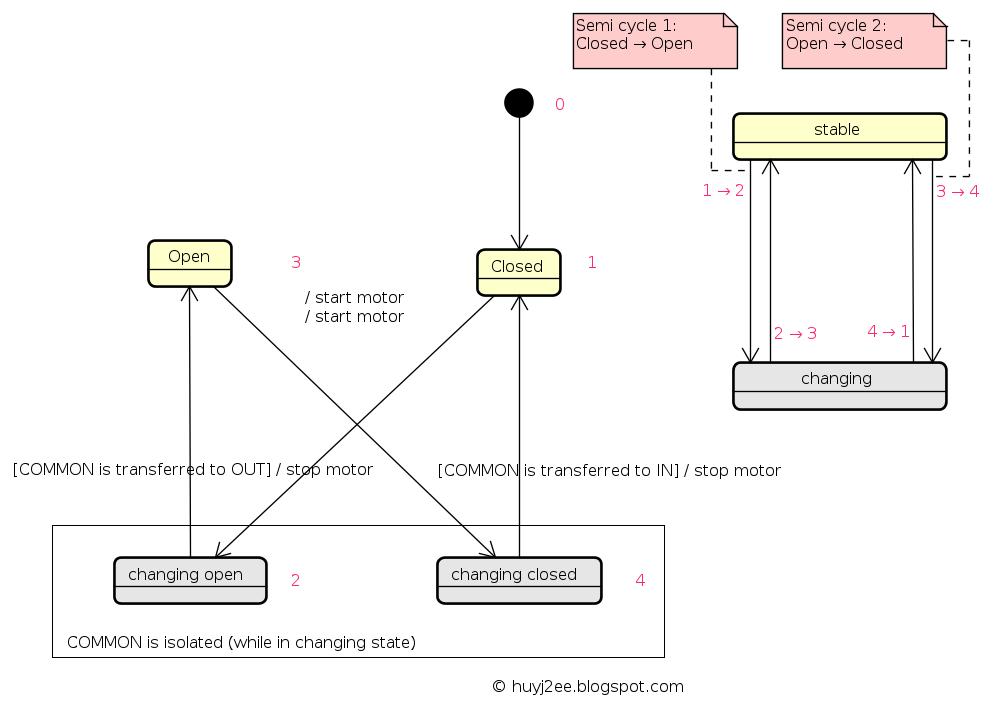 Semi cycle 1:
Closed → Open
Semi cycle 2:
Open → Closed
0
stable
1 → 2
3 → 4
Open
3
Closed
1
/ start motor
/ start motor
2 → 3
4 → 1
changing
[COMMON is transferred to OUT] / stop motor
[COMMON is transferred to IN] / stop motor
changing open
2
changing closed
4
COMMON is isolated (while in changing state)
© huyj2ee.blogspot.com